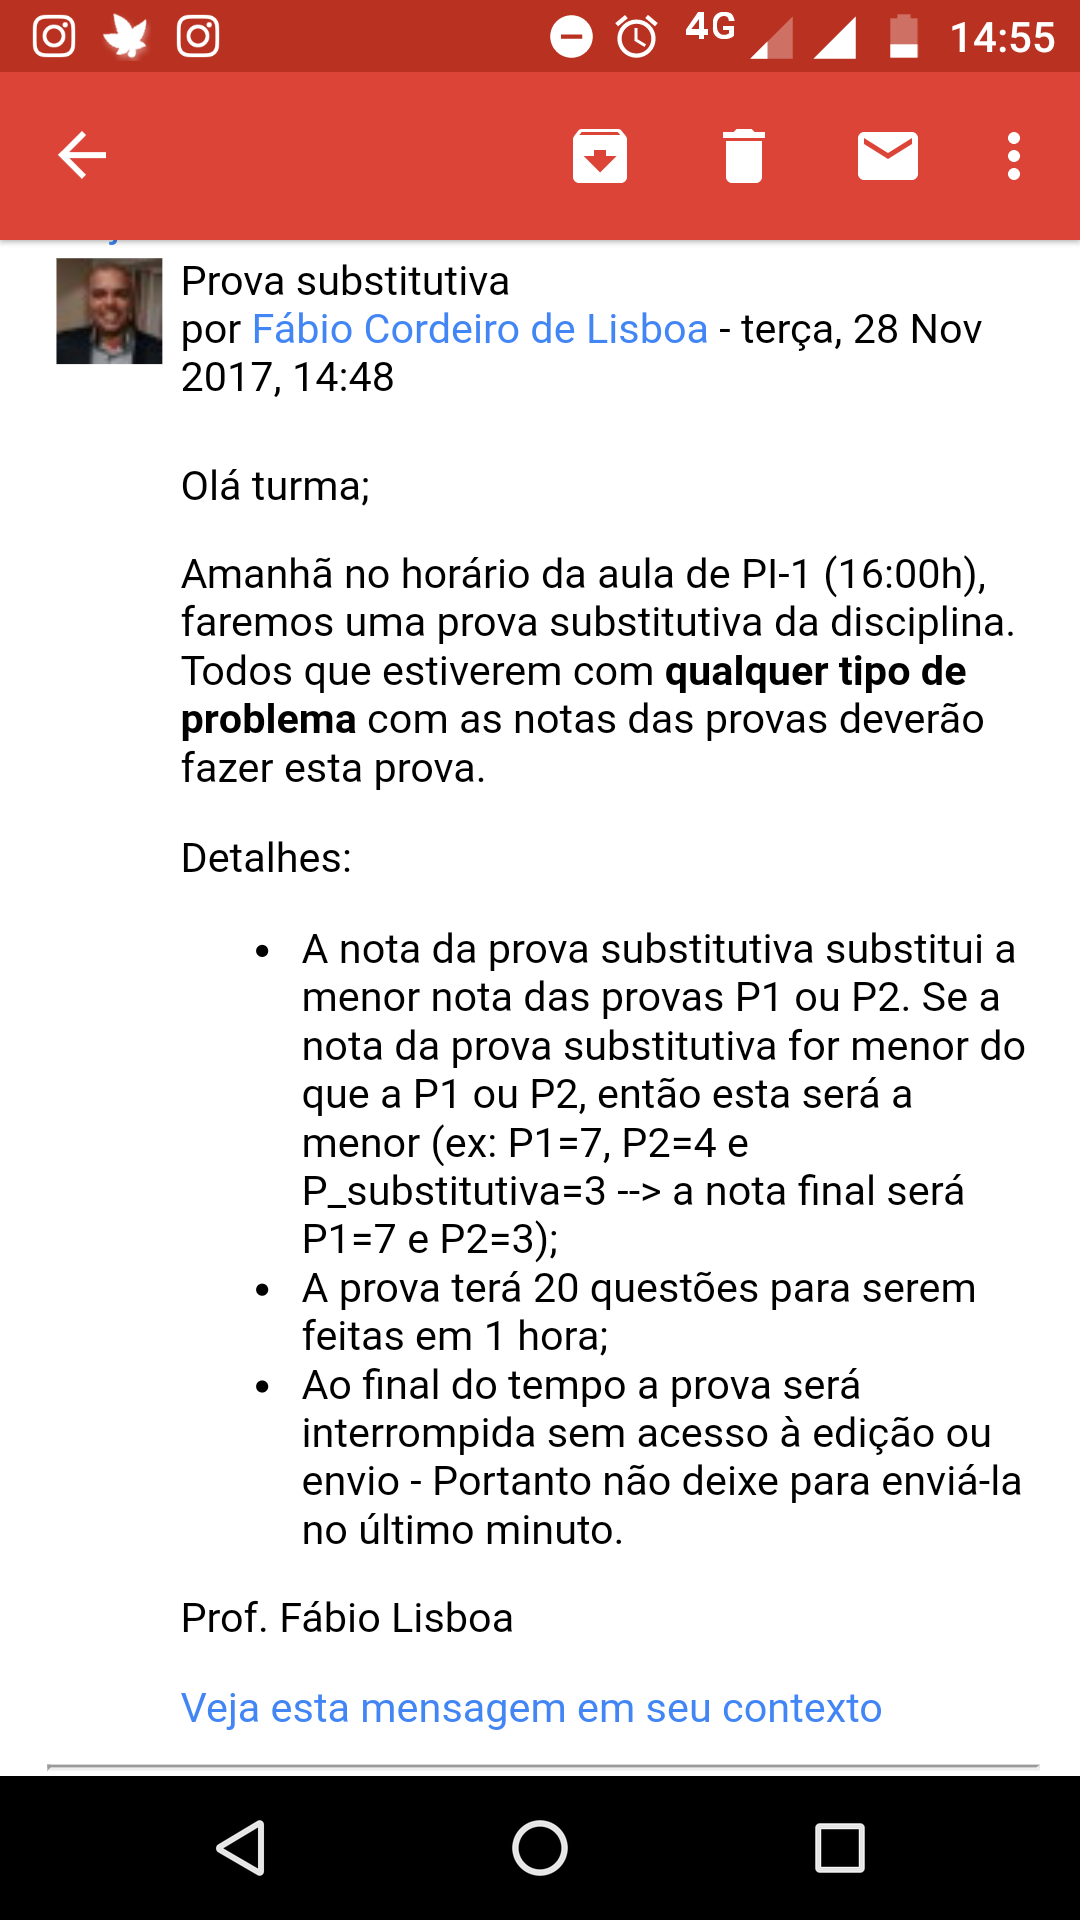 4G 14:55
Prova substitutiva
por Fábio Cordeiro de Lisboa - terça, 28 Nov
2017, 14:48
Olá turma;
Amanhã no horário da aula de PI-1 (16:00h),
faremos uma prova substitutiva da disciplina.
Todos que estiverem com qualquer tipo de
problema com as notas das provas deverão
fazer esta prova.
Detalhes:
• A nota da prova substitutiva substitui a
menor nota das provas P1 ou P2. Se a
nota da prova substitutiva for menor do
que a P1 ou P2, então esta será a
menor (ex: P1=7, P2=4 e
P_substitutiva=3 --> a nota final será
P1=7 e P2=3);
• A prova terá 20 questões para serem
feitas em 1 hora;
• Ao final do tempo a prova será
interrompida sem acesso à edição ou
envio - Portanto não deixe para enviá-la
no último minuto.
Prof. Fábio Lisboa
Veja esta mensagem em seu contexto